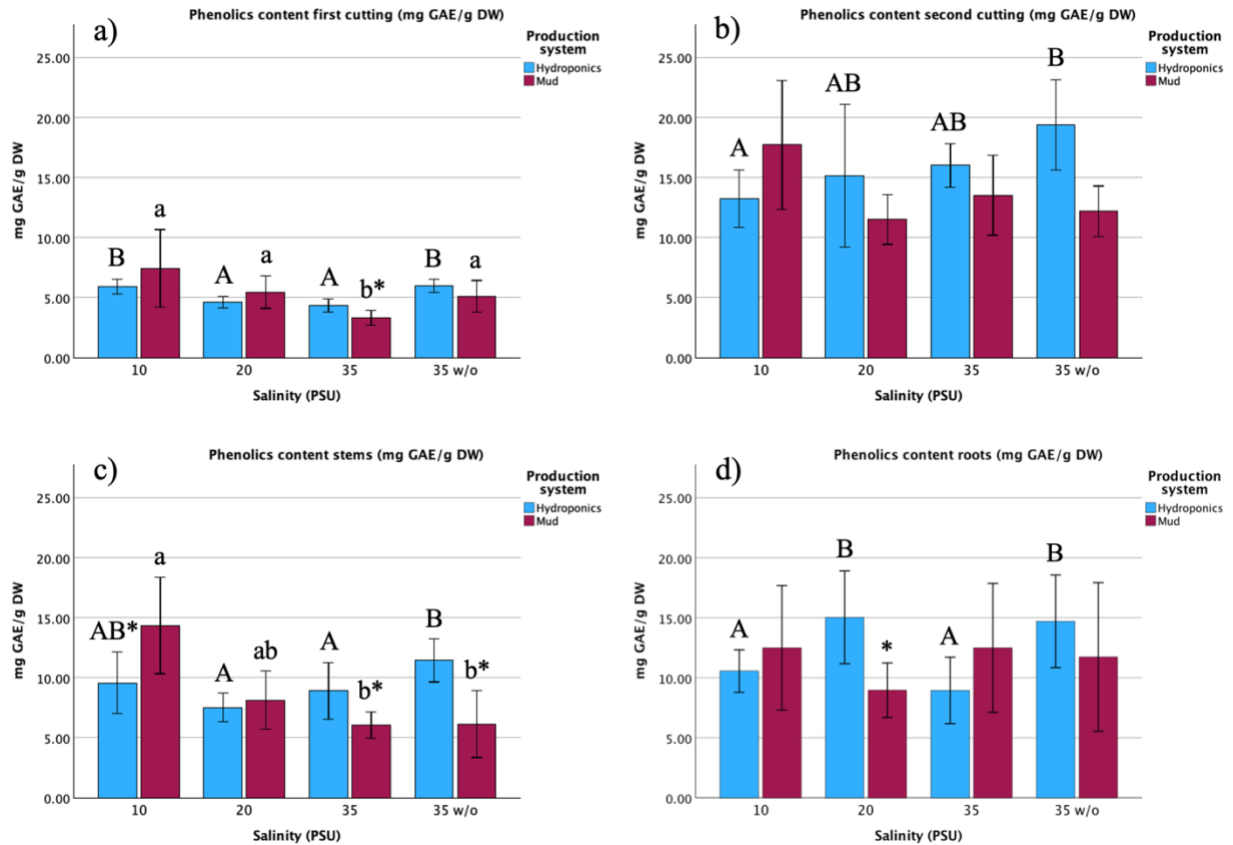 Phenolics content first cutting (mg GAE/g DW)
a)
Production
system
Hydroponics
Mud
25.00
20.00
15.00
10.00
5.00
0.00
mg GAE/g DW
B
a
A
a
A
b*
B
a
10
20
35
35 w/o
Salinity (PSU)
Phenolics content second cutting (mg GAE/g DW)
b)
Production
system
Hydroponics
Mud
25.00
20.00
15.00
10.00
5.00
0.00
mg GAE/g DW
A
AB
AB
B
10
20
35
35 w/o
Salinity (PSU)
Phenolics content stems (mg GAE/g DW)
c)
Production
system
Hydroponics
Mud
25.00
20.00
15.00
10.00
5.00
0.00
mg GAE/g DW
AB*
a
A
ab
A
b*
B
b*
10
20
35
35 w/o
Salinity (PSU)
Phenolics content roots (mg GAE/g DW)
d)
Production
system
Hydroponics
Mud
25.00
20.00
15.00
10.00
5.00
0.00
mg GAE/g DW
A
B
*
A
B
10
20
35
35 w/o
Salinity (PSU)